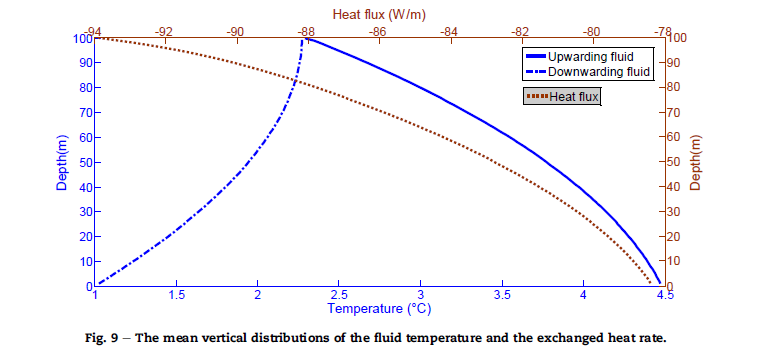 Heat flux (W/m)
-94 -92 -90 -88 -86 -84 -82 -80 -78
100 100
90 90
80 80
70 70
60 60
50 50
40 40
30 30
20 20
10 10
0 0
Depth(m)
Depth(m)
Upwarding fluid
Downwarding fluid
Heat flux
1 1.5 2 2.5 3 3.5 4 4.5
Temperature (°C)
Fig. 9 – The mean vertical distributions of the fluid temperature and the exchanged heat rate.